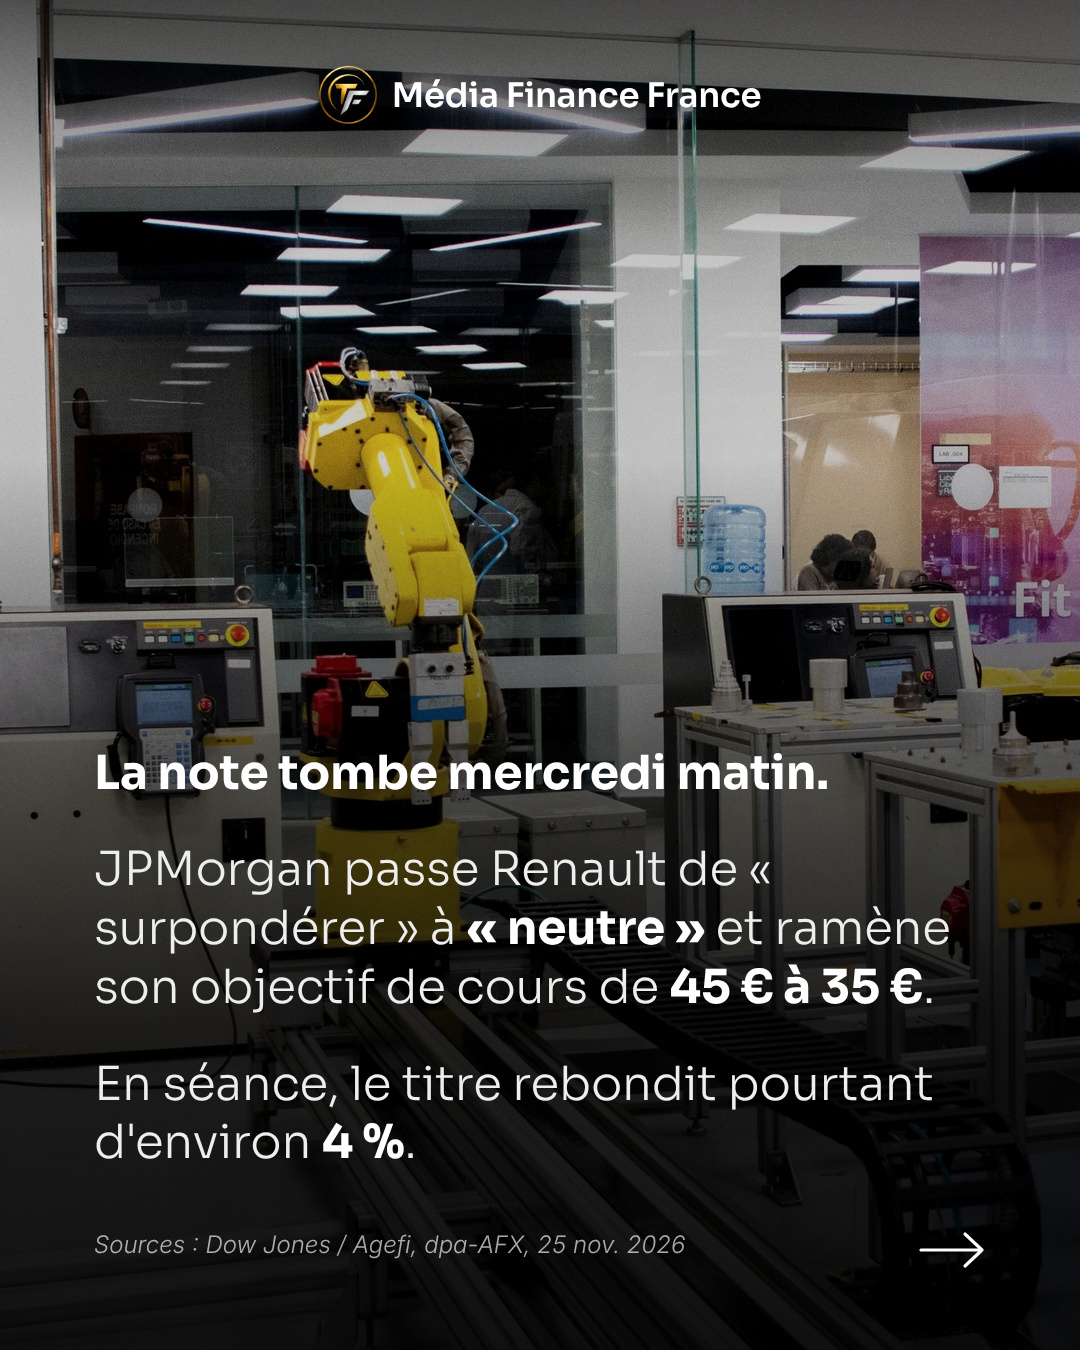 Média Finance France
LAB_004
Fit
La note tombe mercredi matin.
JPMorgan passe Renault de «
surpondérer » à « neutre » et ramène
son objectif de cours de 45 € à 35 €.
En séance, le titre rebondit pourtant
d'environ 4 %.
Sources : Dow Jones / Agefi, dpa-AFX, 25 nov. 2026